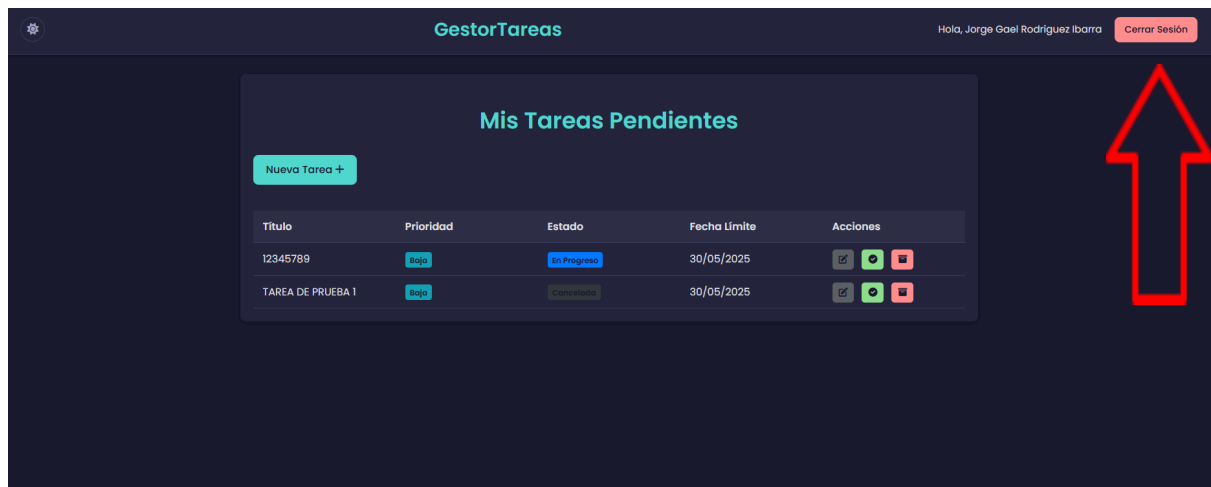 GestorTareas
Hola, Jorge Gael Rodriguez Ibarra
Cerrar Sesión
Mis Tareas Pendientes
Nueva Tarea +
Título Prioridad Estado Fecha Límite Acciones
12345789 Baja En Progreso 30/05/2025
TAREA DE PRUEBA 1 Baja Cancelada 30/05/2025